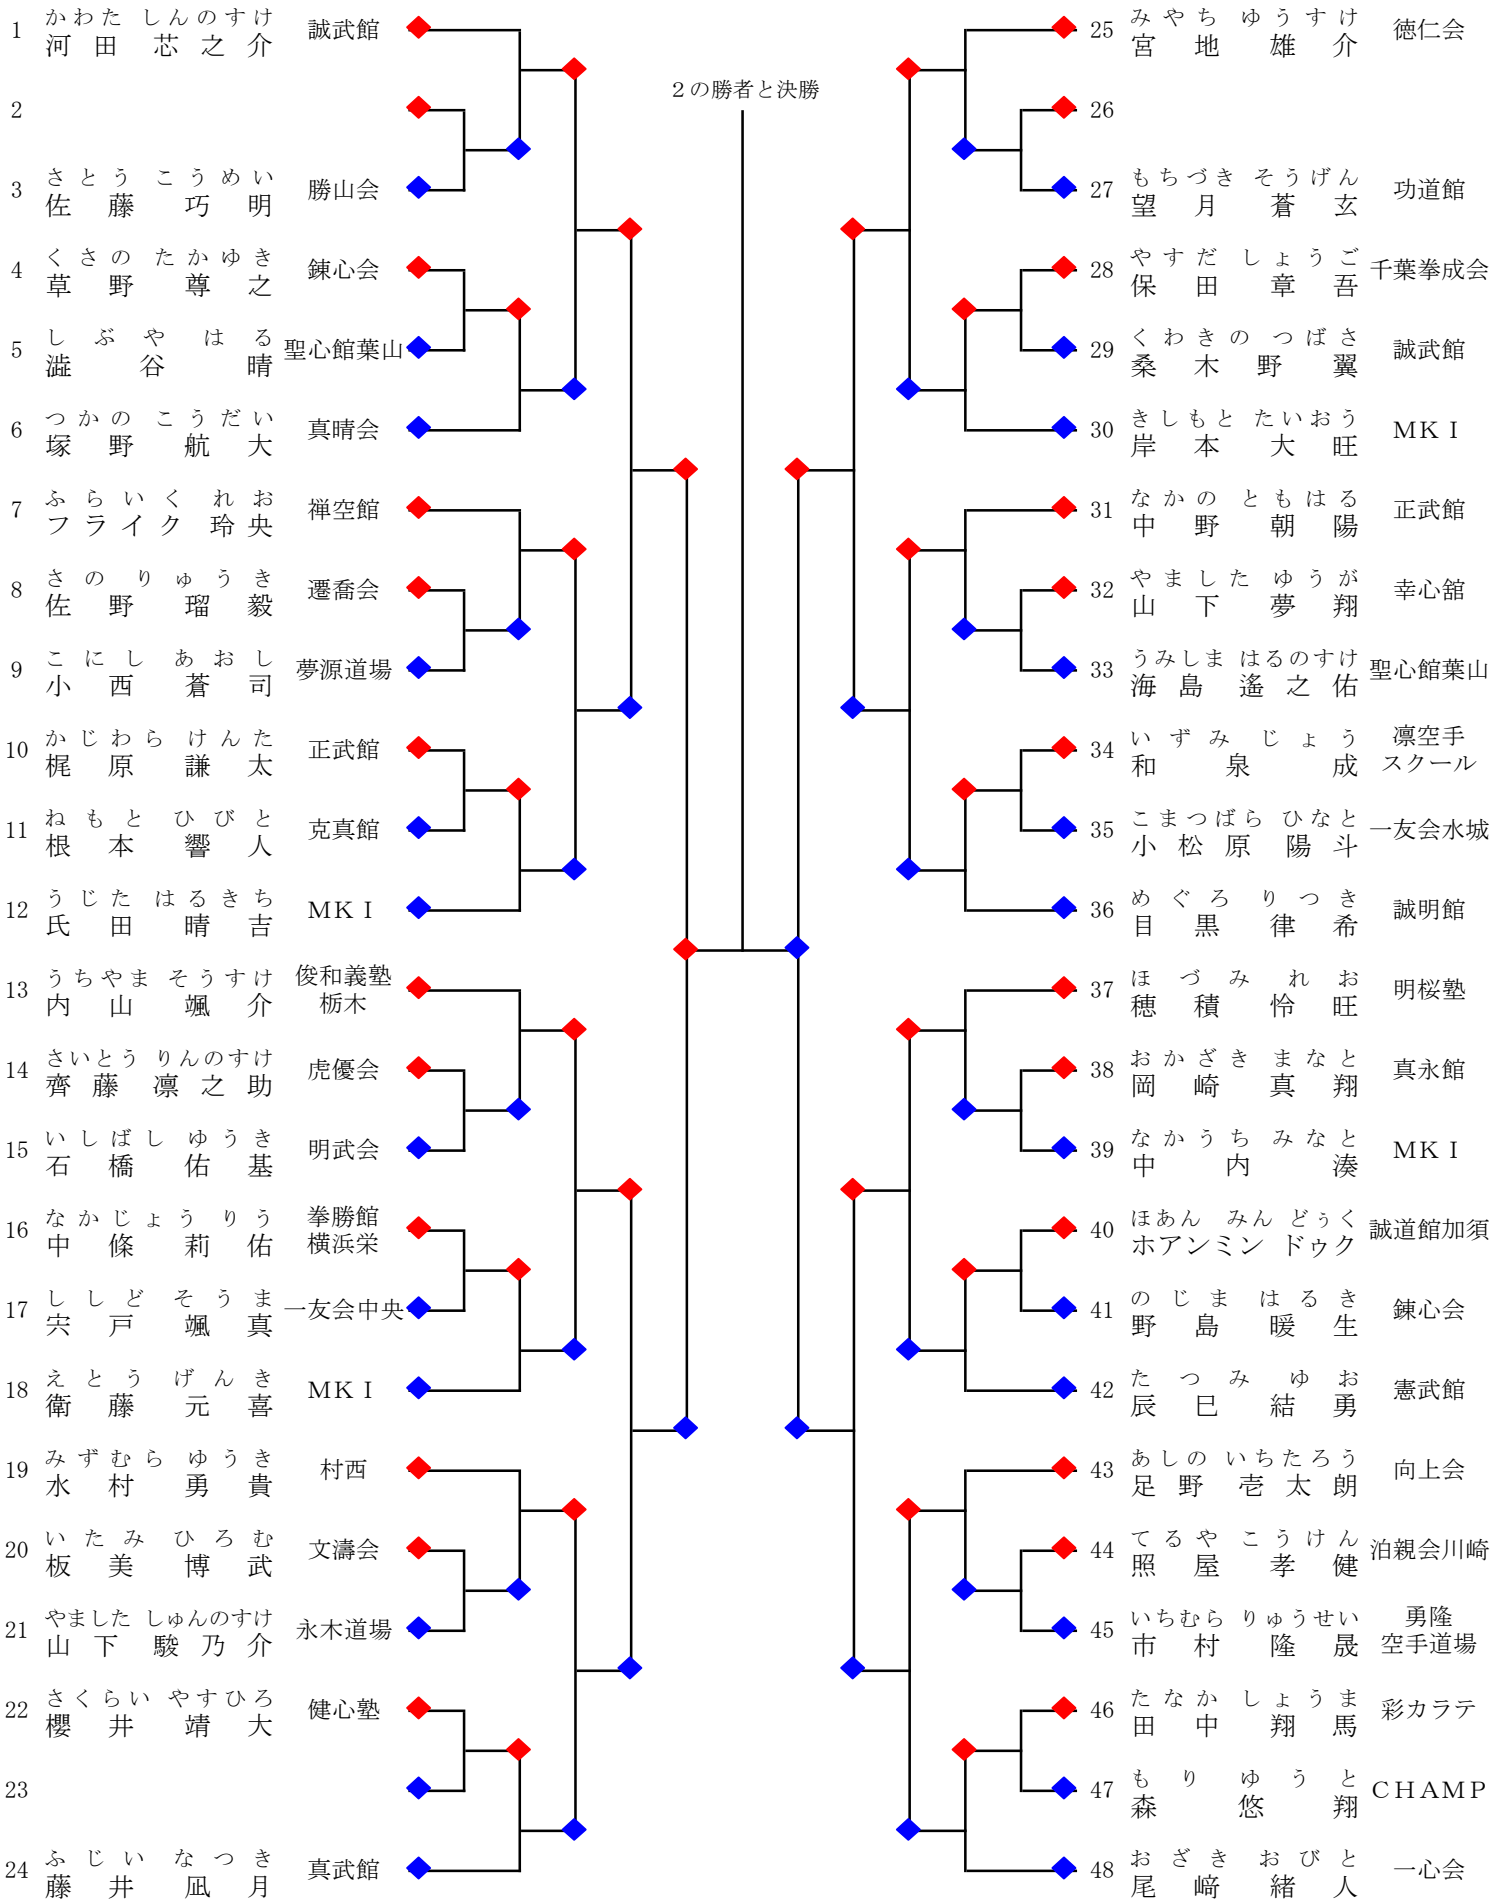 2の勝者と決勝
かわた しんのすけ
1 河田 芯之介 誠武館
2
さとう こうめい
3 佐藤 巧明 勝山会
くさの たかゆき
4 草野 尊之 錬心会
しぶや はる
5 澁谷 晴 聖心館葉山
つかの こうだい
6 塚野 航大 真晴会
ふらいく れお
7 フライク 玲央 禅空館
さの りゅうき
8 佐野 瑠毅 遷喬会
こにし あおし
9 小西 蒼司 夢源道場
かじわら けんた
10 梶原 謙太 正武館
ねもと ひびと
11 根本 響人 克真館
うじた はるきち
12 氏田 晴吉 MKI
うちやま そうすけ
13 内山 颯介 俊和義塾
栃木
さいとう りんのすけ
14 齊藤 凛之助 虎優会
いしばし ゆうき
15 石橋 佑基 明武会
なかじょう りう
16 中條 莉佑 拳勝館
横浜栄
ししど そうま
17 宍戸 颯真 一友会中央
えとう げんき
18 衛藤 元喜 MKI
みずむら ゆうき
19 水村 勇貴 村西
いたみ ひろむ
20 板美 博武 文濤会
やました しゅんのすけ
21 山下 駿乃介 永木道場
さくらい やすひろ
22 櫻井 靖大 健心塾
23
ふじい なつき
24 藤井 凪月 真武館
みやち ゆうすけ
25 宮地 雄介 徳仁会
26
もちづき そうげん
27 望月 蒼玄 功道館
やすだ しょうご
28 保田 章吾 千葉拳成会
くわきの つばさ
29 桑木野 翼 誠武館
きしもと たいおう
30 岸本 大旺 MKI
なかの ともはる
31 中野 朝陽 正武館
やました ゆうが
32 山下 夢翔 幸心舘
うみしま はるのすけ
33 海島 遙之佑 聖心館葉山
いずみ じょう
34 和泉 成 凛空手
スクール
こまつばら ひなと
35 小松原 陽斗 一友会水城
めぐろ りつき
36 目黒 律希 誠明館
ほづみ れお
37 穂積 怜旺 明桜塾
おかざき まなと
38 岡崎 真翔 真永館
なかうち みなと
39 中内 湊 MKI
ほあん みん どぅく
40 ホアンミン ドゥク 誠道館加須
のじま はるき
41 野島 暖生 錬心会
たつみ ゆお
42 辰巳 結勇 憲武館
あしの いちたろう
43 足野 壱太朗 向上会
てるや こうけん
44 照屋 孝健 泊親会川崎
いちむら りゅうせい
45 市村 隆晟 勇隆
空手道場
たなか しょうま
46 田中 翔馬 彩カラテ
もり ゆうと
47 森 悠翔 CHAMP
おざき おびと
48 尾﨑 緒人 一心会